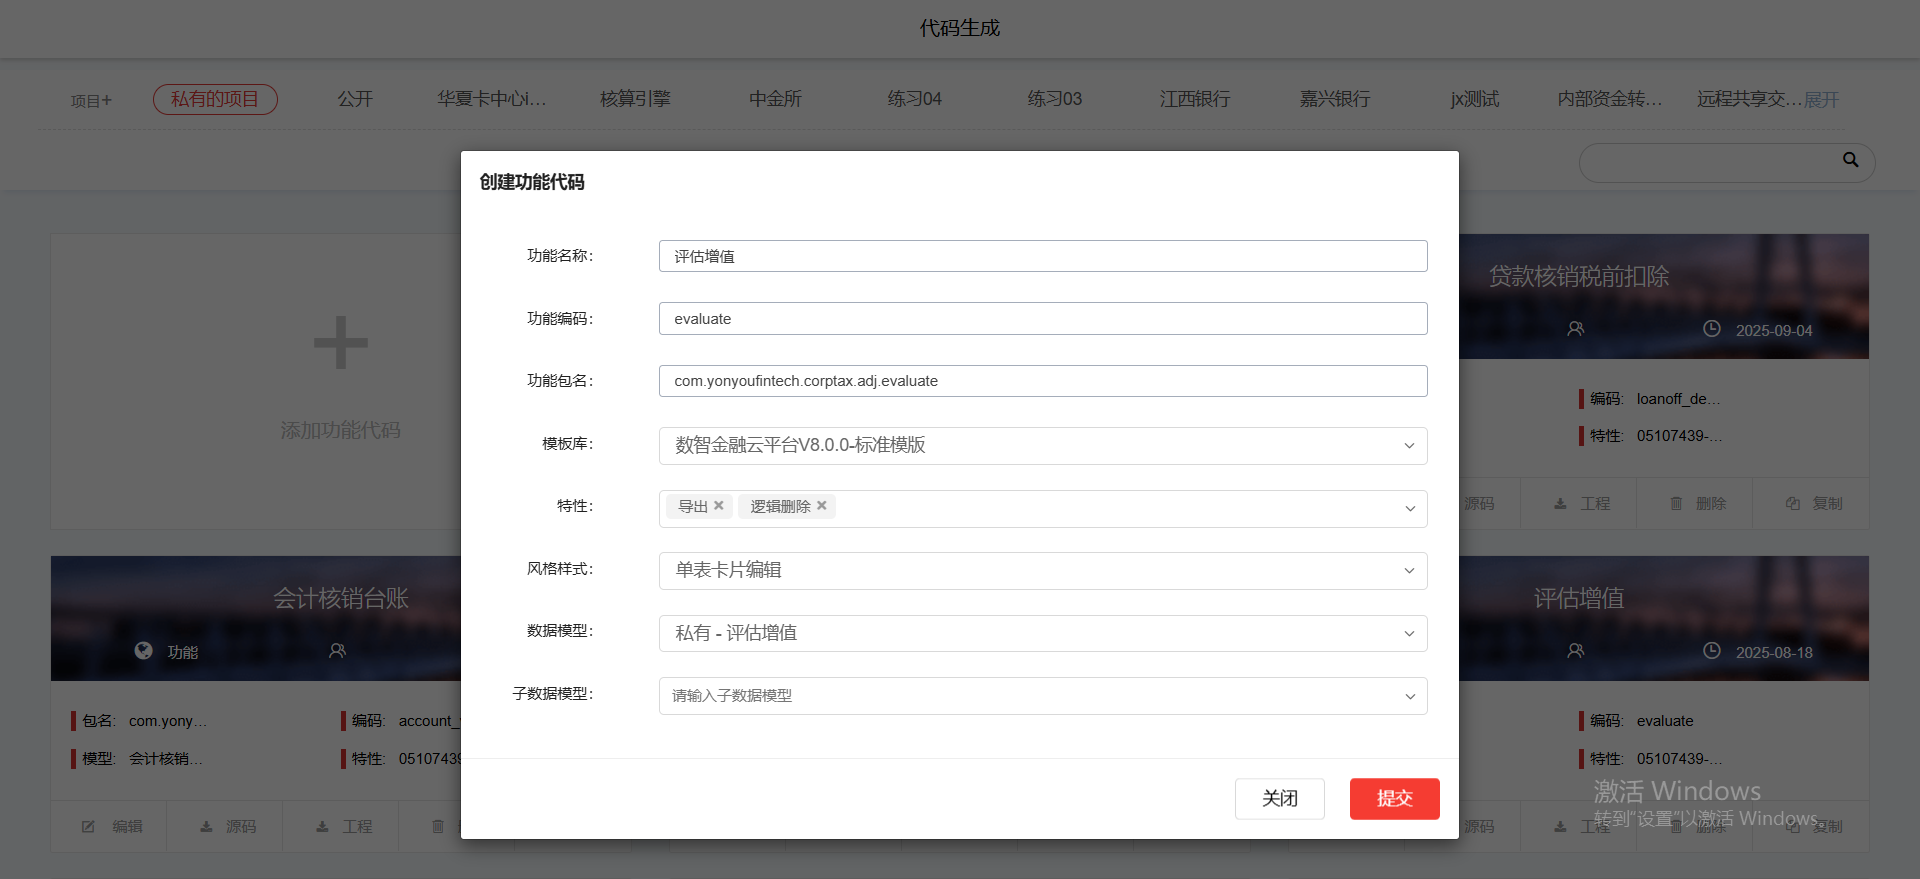 代码生成
项目+ 私有的项目 公开 华夏卡中心i... 核算引擎 中金所 练习04 练习03 江西银行 嘉兴银行 jx测试 内部资金转... 远程共享交... 展开
创建功能代码
功能名称: 评估增值
功能编码: evaluate
功能包名: com.yonyoufintech.corptax.adj.evaluate
模板库: 数智金融云平台V8.0.0-标准模版
特性: 导出 × 逻辑删除 ×
风格样式: 单表卡片编辑
数据模型: 私有 - 评估增值
子数据模型: 请输入子数据模型
关闭 提交
添加功能代码
贷款核销税前扣除
2025-09-04
编码: loanoff_de...
特性: 05107439-...
源码 工程 删除 复制
会计核销台账
功能
包名: com.yony... 编码: account_
模型: 会计核销... 特性: 0510743
编辑 源码 工程
评估增值
2025-08-18
编码: evaluate
特性: 05107439-...
源码 工程 删除 复制
激活 Windows
转到"设置"以激活 Windows。